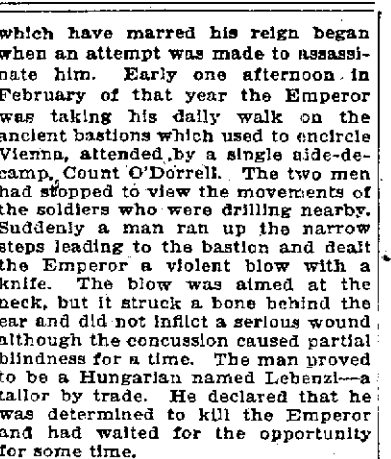 which have marred his reign began
when an attempt was made to assassi-
nate him. Early one afternoon in
February of that year the Emperor
was taking his daily walk on the
ancient bastions which used to encircle
Vienna, attended by a single aide-de-
camp, Count O'Dorrell. The two men
had stopped to view the movements of
the soldiers who were drilling nearby.
Suddenly a man ran up the narrow
steps leading to the bastion and dealt
the Emperor a violent blow with a
knife. The blow was aimed at the
neck, but it struck a bone behind the
ear and did not inflict a serious wound
although the concussion caused partial
blindness for a time. The man proved
to be a Hungarian named Lebenzi—a
tailor by trade. He declared that he
was determined to kill the Emperor
and had waited for the opportunity
for some time.